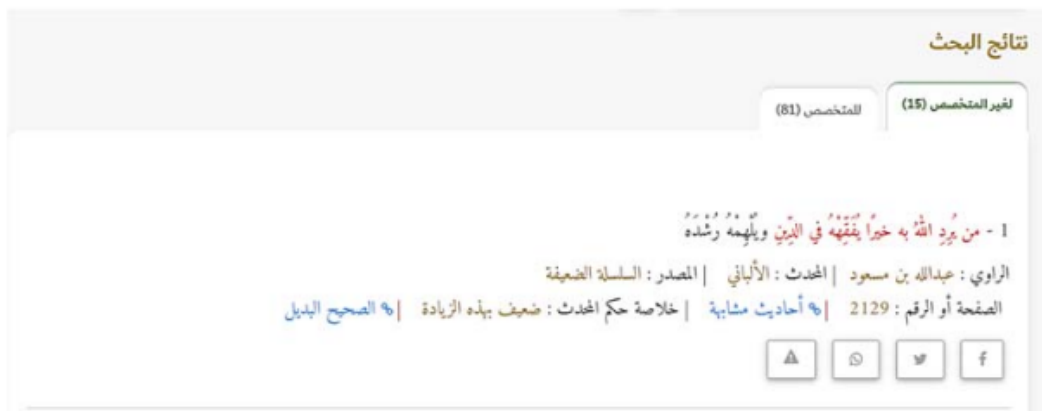 نتائج البحث
لغير المتخصص (15)
للمتخصص (81)
1 - من يُرِدِ اللهُ به خيرًا يُفَقِّهْهُ في الدِّينِ ويُلْهِمْهُ رُشْدَهُ
الراوي : عبدالله بن مسعود | المحدث : الألباني | المصدر : السلسلة الضعيفة
الصفحة أو الرقم : 2129 | أحاديث مشابهة | خلاصة حكم المحدث : ضعيف بهذه الزيادة | الصحيح البديل